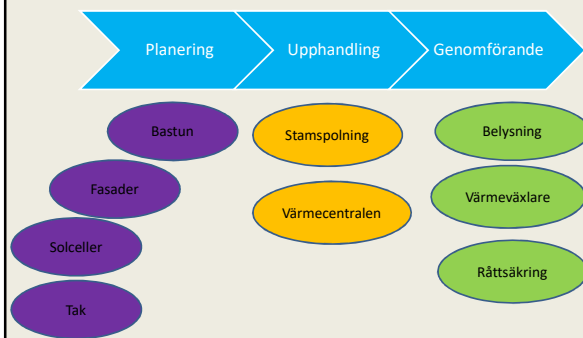 Planering
Upphandling
Genomförande
Bastun
Stamspolning
Belysning
Fasader
Värmecentralen
Värmeväxlare
Solceller
Råttsäkring
Tak